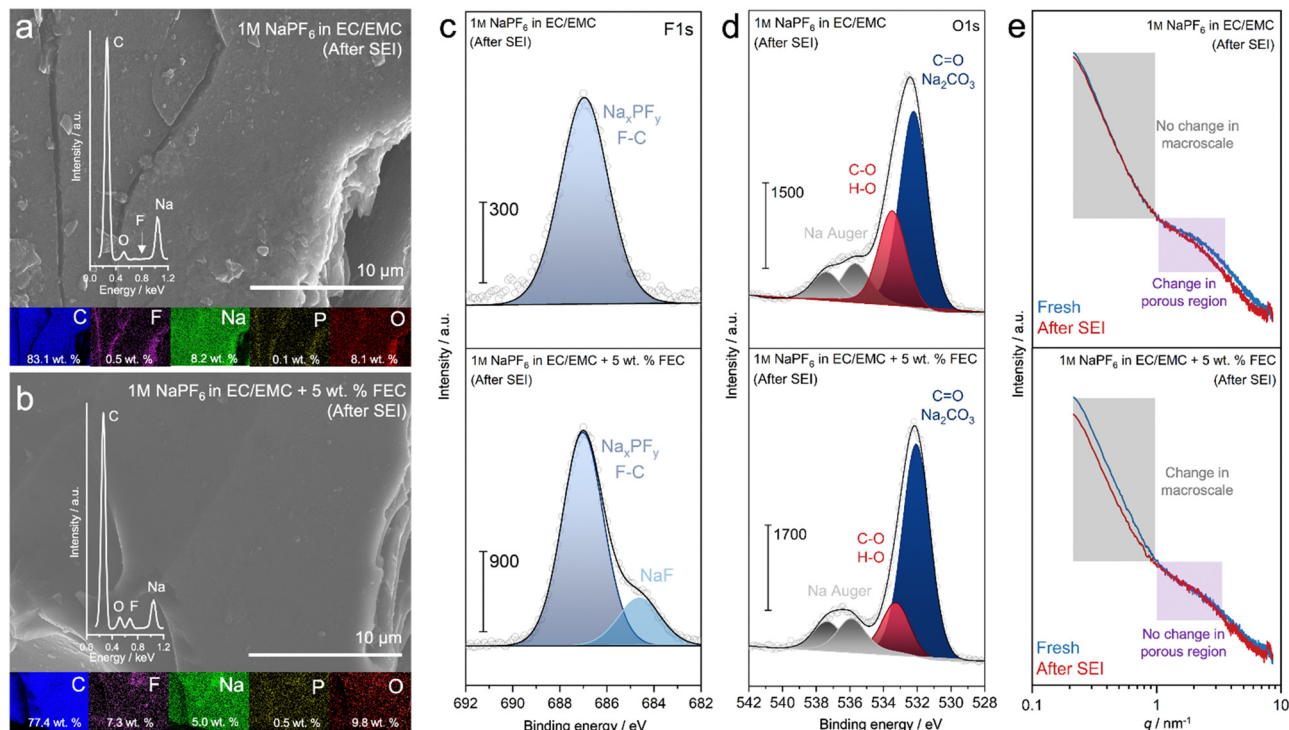 a
1M NaPF6 in EC/EMC
(After SEI)
C
O
F
Na
Intensity / a.u.
0.0 0.4 0.8 1.2
Energy / keV
10 µm
C
F
Na
P
O
83.1 wt. %
0.5 wt. %
8.2 wt. %
0.1 wt. %
8.1 wt. %
b
1M NaPF6 in EC/EMC + 5 wt. % FEC
(After SEI)
C
O F
Na
Intensity / a.u.
0.0 0.4 0.8 1.2
Energy / keV
10 µm
C
F
Na
P
O
77.4 wt. %
7.3 wt. %
5.0 wt. %
0.5 wt. %
9.8 wt. %
c
1M NaPF6 in EC/EMC
(After SEI)
F1s
NaxPFy
F-C
300
Intensity / a.u.
1M NaPF6 in EC/EMC + 5 wt. % FEC
(After SEI)
NaxPFy
F-C
900
NaF
692 690 688 686 684 682
Binding energy / eV
d
1M NaPF6 in EC/EMC
(After SEI)
O1s
C=O
Na2CO3
C-O
H-O
1500
Na Auger
Intensity / a.u.
1M NaPF6 in EC/EMC + 5 wt. % FEC
(After SEI)
C=O
Na2CO3
1700
C-O
H-O
Na Auger
542 540 538 536 534 532 530 528
Binding energy / eV
e
1M NaPF6 in EC/EMC
(After SEI)
No change in
macroscale
Change in
porous region
Fresh
After SEI
Intensity / a.u.
1M NaPF6 in EC/EMC + 5 wt. % FEC
(After SEI)
Change in
macroscale
No change in
porous region
Fresh
After SEI
0.1 1 10
q / nm-1